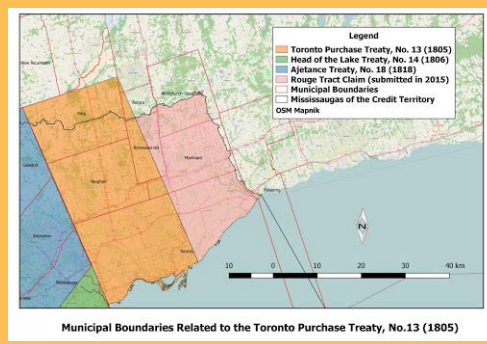 Legend
Toronto Purchase Treaty, No. 13 (1805)
Head of the Lake Treaty, No. 14 (1806)
Ajetance Treaty, No. 18 (1818)
Rouge Tract Claim (submitted in 2015)
Municipal Boundaries
Mississaugas of the Credit Territory
OSM Mapnik
King
Aurora
Richmond Hill
Markham
Vaughan
Caledon
Pickering
Brampton
Toronto
Mississauga
N
10 0 10 20 30 40 km
Municipal Boundaries Related to the Toronto Purchase Treaty, No.13 (1805)